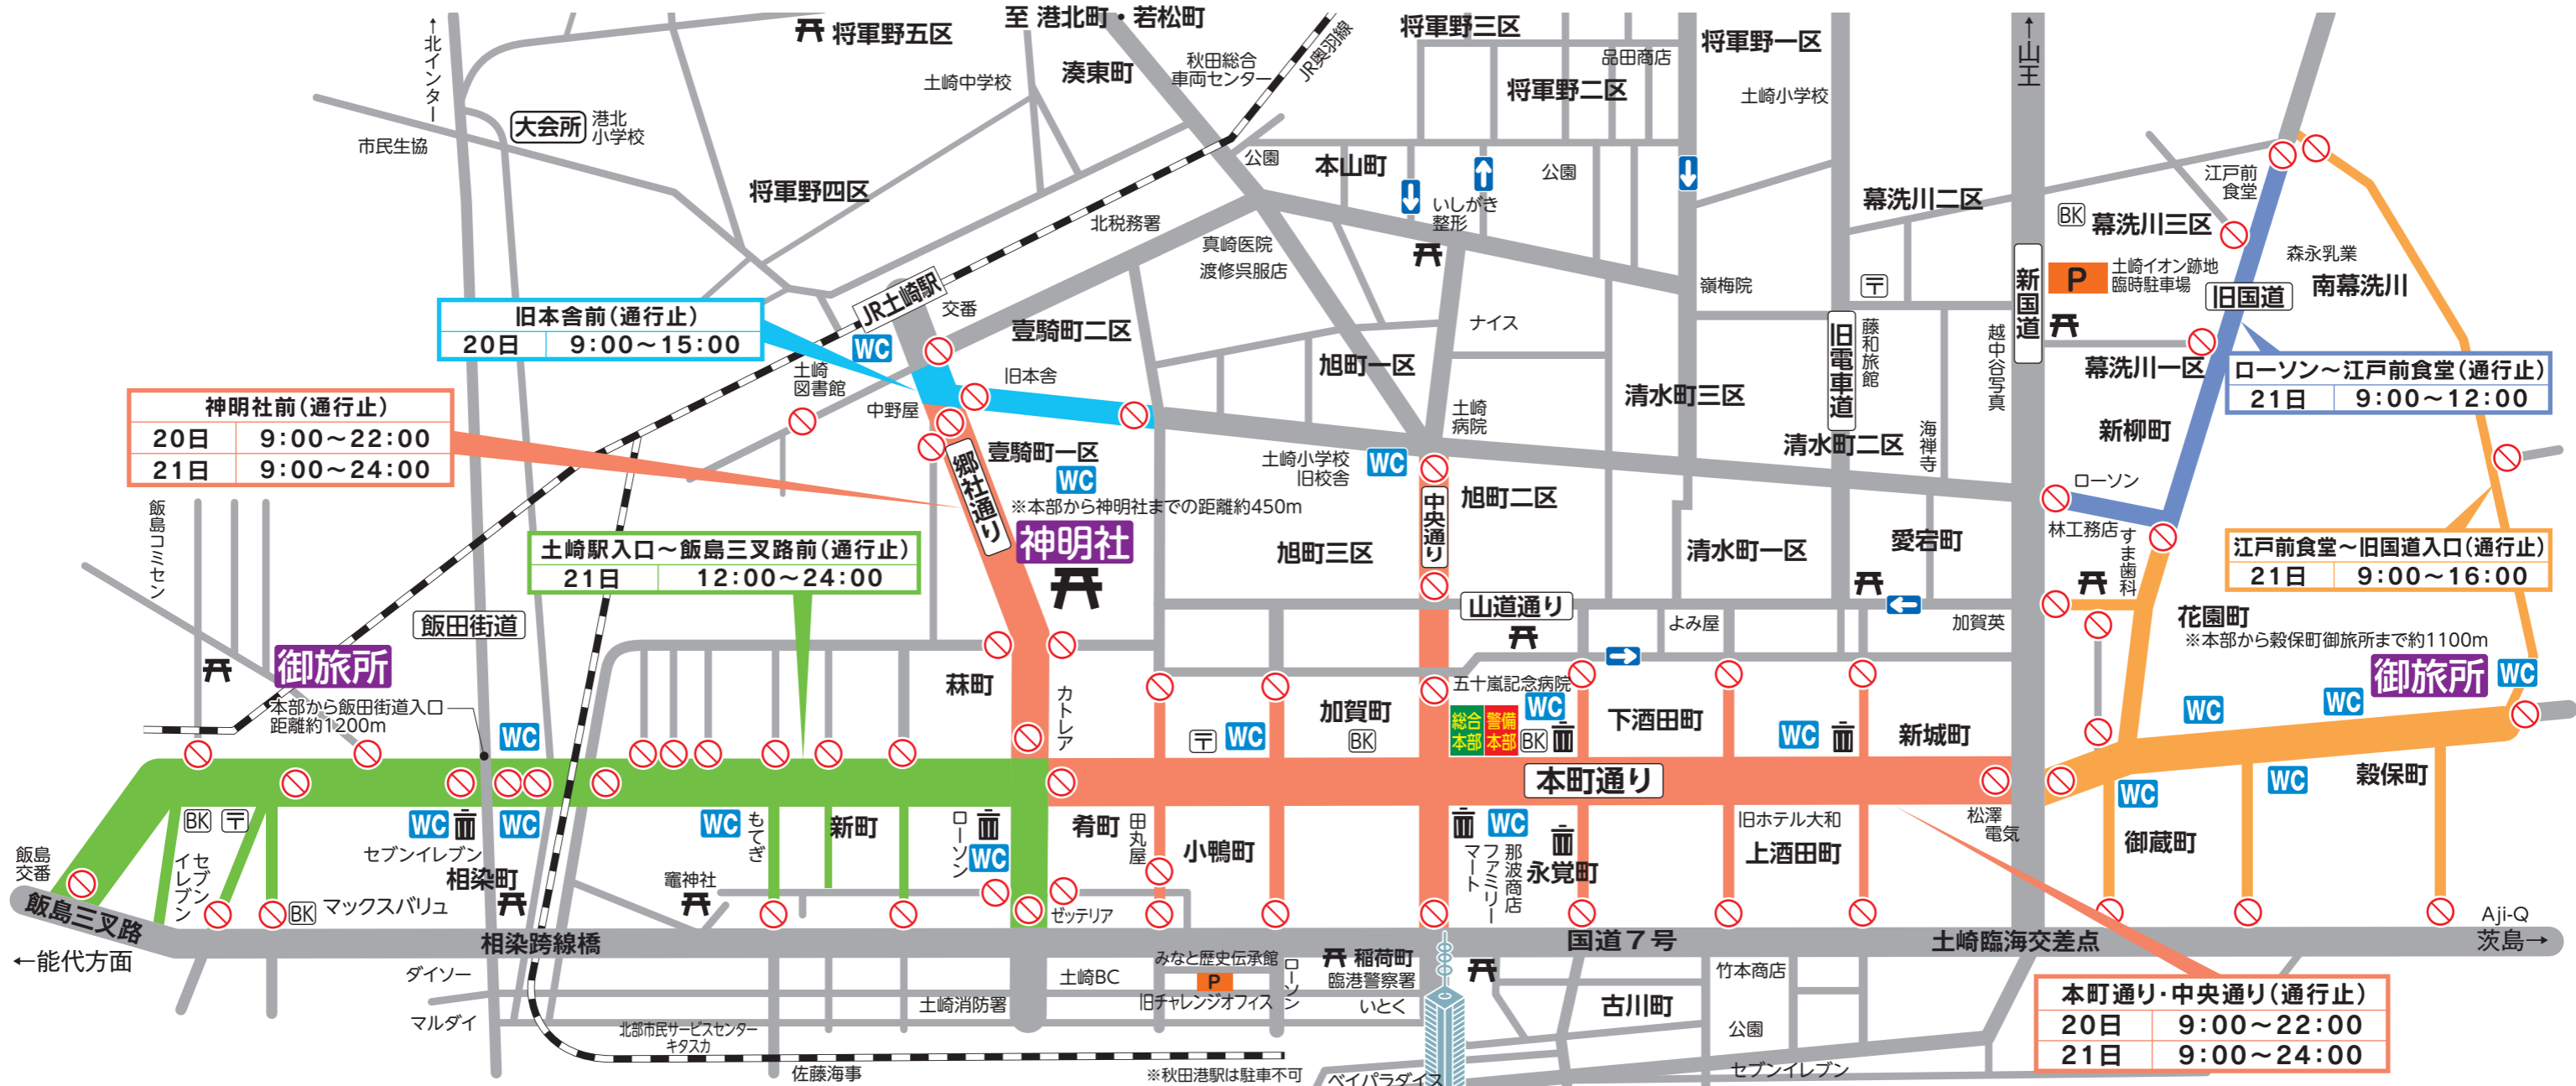 ←北インター
将軍野五区
至 港北町・若松町
湊東町
土崎中学校
秋田総合
車両センター
JR奥羽線
将軍野三区
品田商店
将軍野二区
将軍野一区
土崎小学校
←山王
大会所
港北
小学校
市民生協
将軍野四区
公園
本山町
公園
いしがき
整形
北税務署
真崎医院
渡修呉服店
嶺梅院
幕洗川二区
BK
幕洗川三区
江戸前
食堂
森永乳業
南幕洗川
P
土崎イオン跡地
臨時駐車場
旧国道
新国道
幕洗川一区
越中谷写真
〒
旧電車道
藤和旅館
JR土崎駅
交番
WC
壹騎町二区
旧本舎前(通行止)
20日 9:00～15:00
土崎
図書館
中野屋
旧本舎
旭町一区
ナイス
土崎
病院
清水町三区
清水町二区
海禅寺
新柳町
ローソン～江戸前食堂(通行止)
21日 9:00～12:00
神明社前(通行止)
20日 9:00～22:00
21日 9:00～24:00
壹騎町一区
WC
郷社通り
※本部から神明社までの距離約450m
神明社
土崎小学校
旧校舎
WC
旭町三区
中央通り
旭町二区
清水町一区
愛宕町
ローソン
林工務店
すま歯科
江戸前食堂～旧国道入口(通行止)
21日 9:00～16:00
飯島コミセン
土崎駅入口～飯島三叉路前(通行止)
21日 12:00～24:00
飯田街道
御旅所
本部から飯田街道入口
距離約1200m
WC
菻町
カトレア
山道通り
よみ屋
加賀英
花園町
※本部から穀保町御旅所まで約1100m
御旅所
WC
WC
WC
〒
WC
加賀町
BK
五十嵐記念病院
総合
本部
警備
本部
BK
WC
下酒田町
WC
新城町
本町通り
穀保町
WC
WC
御蔵町
BK
〒
WC
WC
セブンイレブン
相染町
WC
もてぎ
新町
ローソン
WC
肴町
田丸屋
小鴨町
WC
那波商店
ファミリー
マート
永覚町
旧ホテル大和
上酒田町
松澤
電気
飯島
交番
セブン
イレブン
BK
マックスバリュ
竈神社
ゼッテリア
Aji-Q
飯島三叉路
←能代方面
相染跨線橋
国道7号
土崎臨海交差点
茨島→
ダイソー
マルダイ
土崎消防署
土崎BC
みなと歴史伝承館
P
旧チャレンジオフィス
ローソン
稲荷町
臨港警察署
いとく
竹本商店
古川町
公園
本町通り・中央通り(通行止)
20日 9:00～22:00
21日 9:00～24:00
北部市民サービスセンター
キタスカ
佐藤海事
※秋田港駅は駐車不可
ベイパラダイス
セブンイレブン